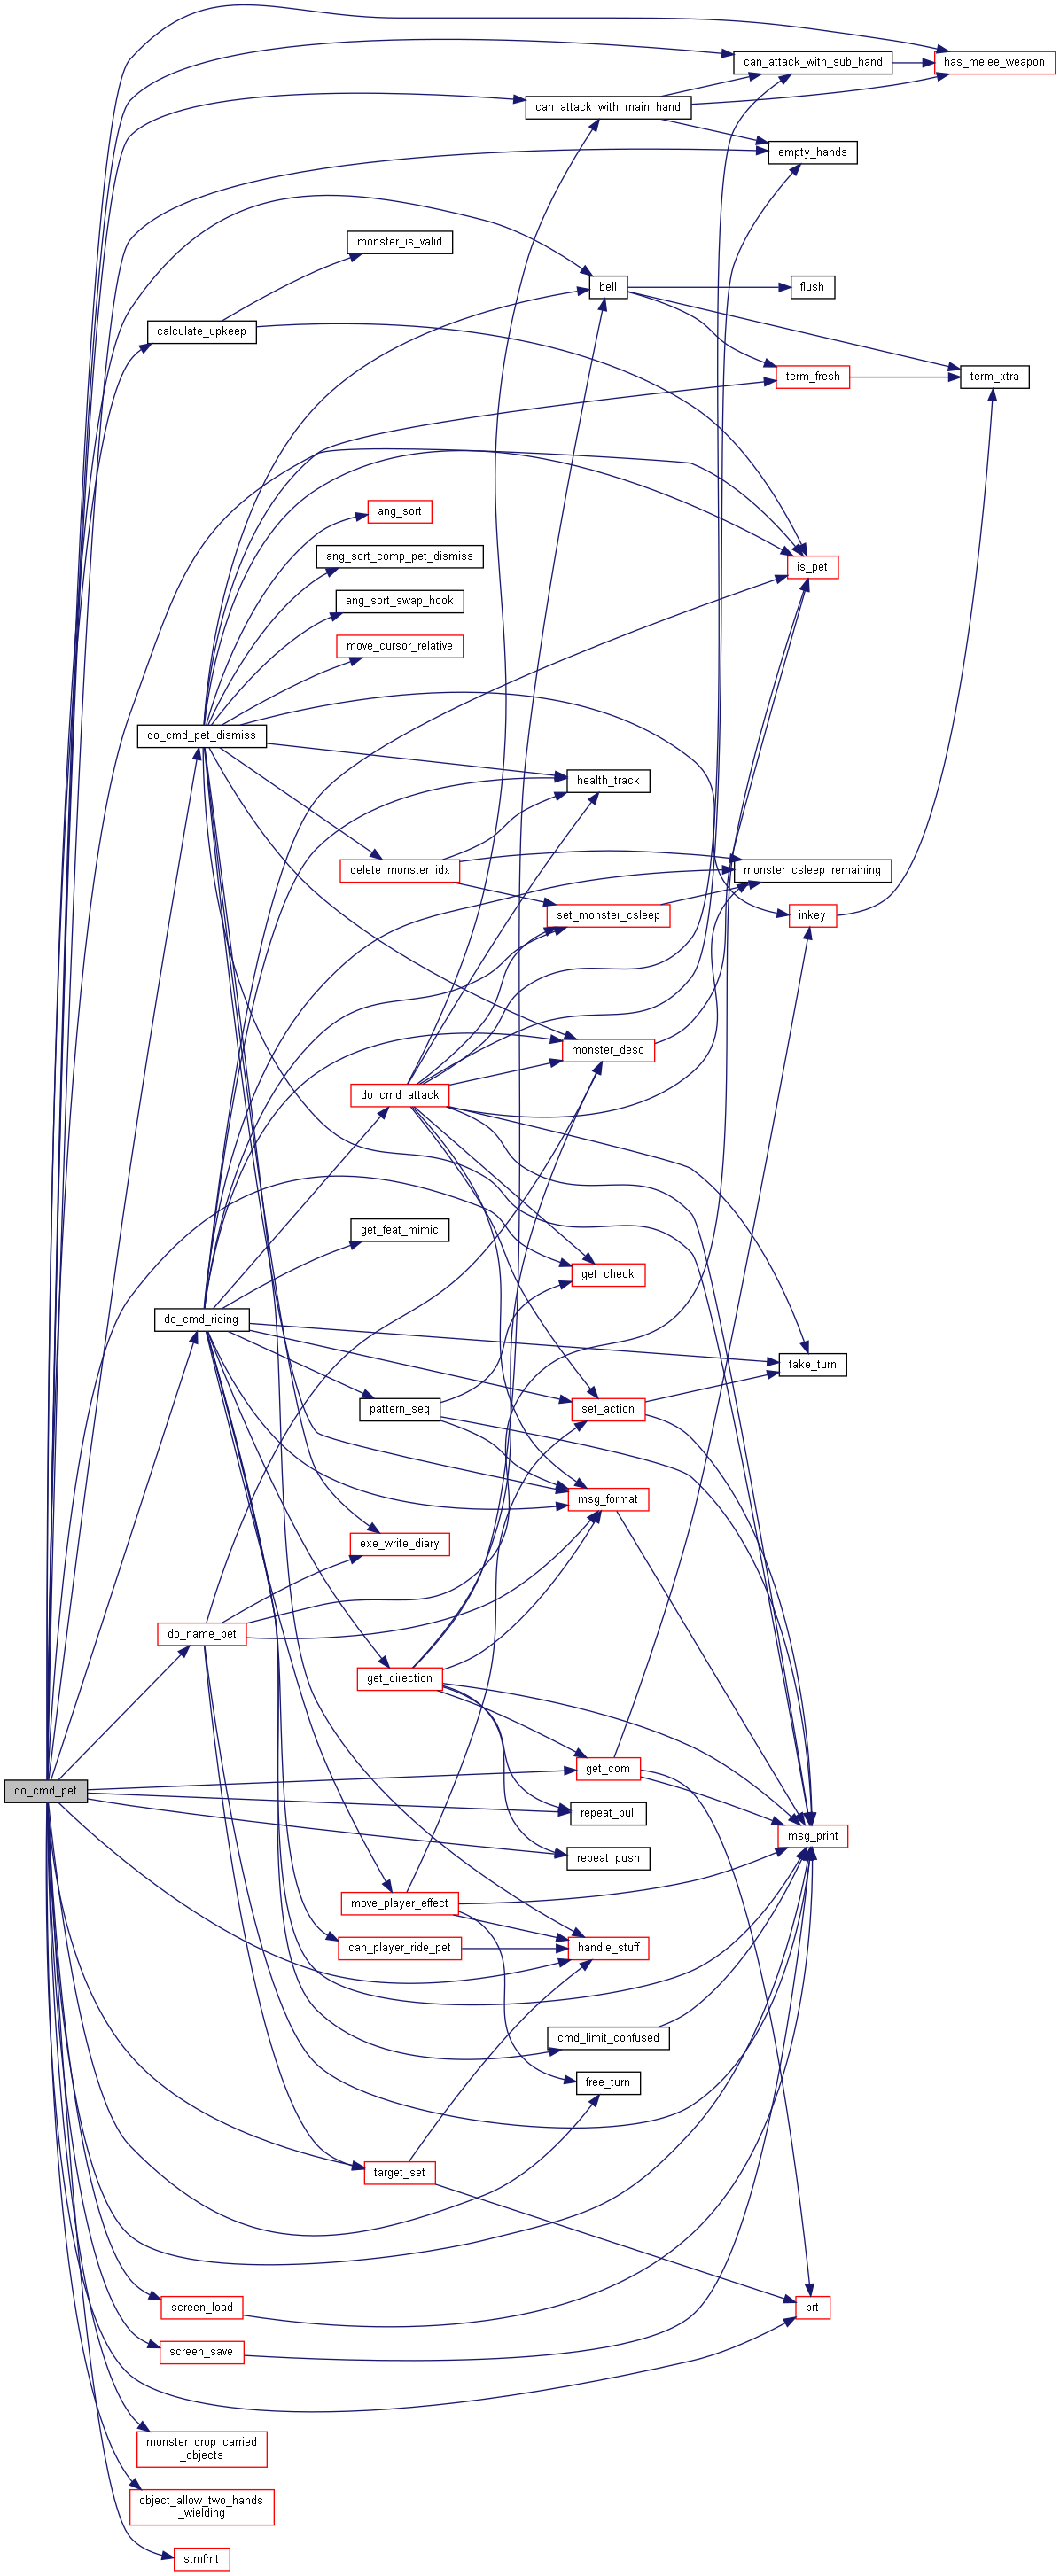 has_melee_weapon
can_attack_with_sub_hand
can_attack_with_main_hand
empty_hands
monster_is_valid
bell
flush
calculate_upkeep
term_fresh
term_xtra
ang_sort
ang_sort_comp_pet_dismiss
is_pet
ang_sort_swap_hook
move_cursor_relative
do_cmd_pet_dismiss
health_track
delete_monster_idx
monster_csleep_remaining
set_monster_csleep
inkey
monster_desc
do_cmd_attack
get_feat_mimic
get_check
do_cmd_riding
take_turn
pattern_seq
set_action
msg_format
exe_write_diary
do_name_pet
get_direction
get_com
do_cmd_pet
repeat_pull
msg_print
repeat_push
move_player_effect
can_player_ride_pet
handle_stuff
cmd_limit_confused
free_turn
target_set
screen_load
prt
screen_save
monster_drop_carried
_objects
object_allow_two_hands
_wielding
strnfmt